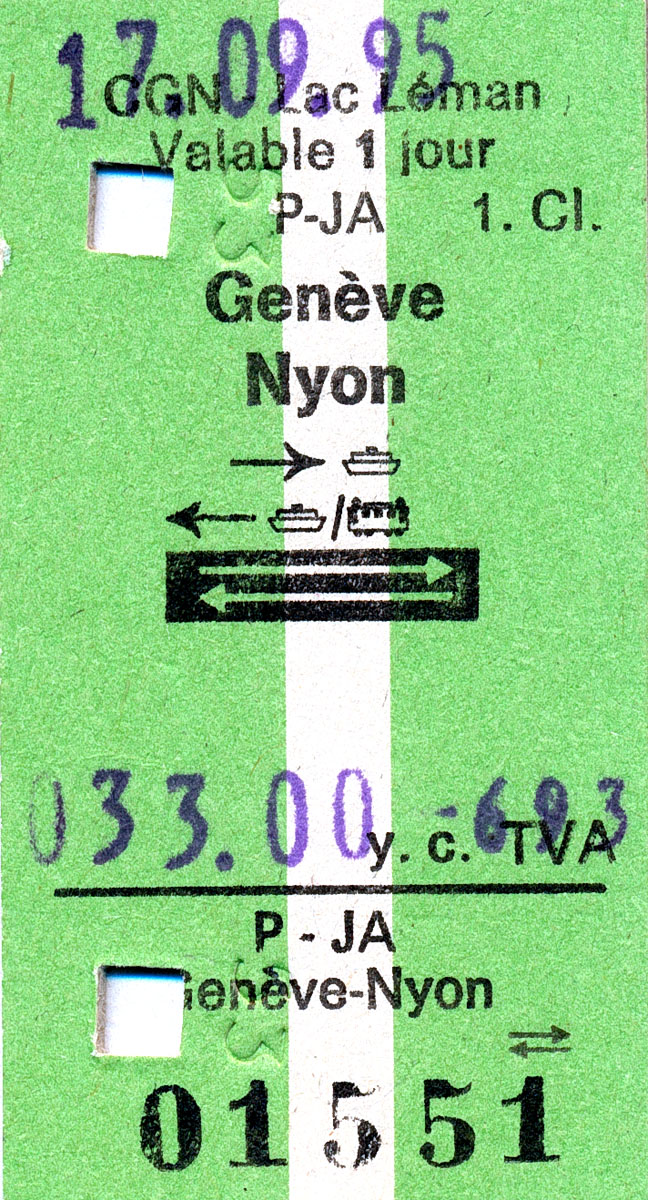 17.09.95
CGN - Lac Léman
Valable 1 jour
P-JA 1. Cl.
Genève
Nyon
033.00 -693
y. c. TVA
P - JA
Genève-Nyon
01551